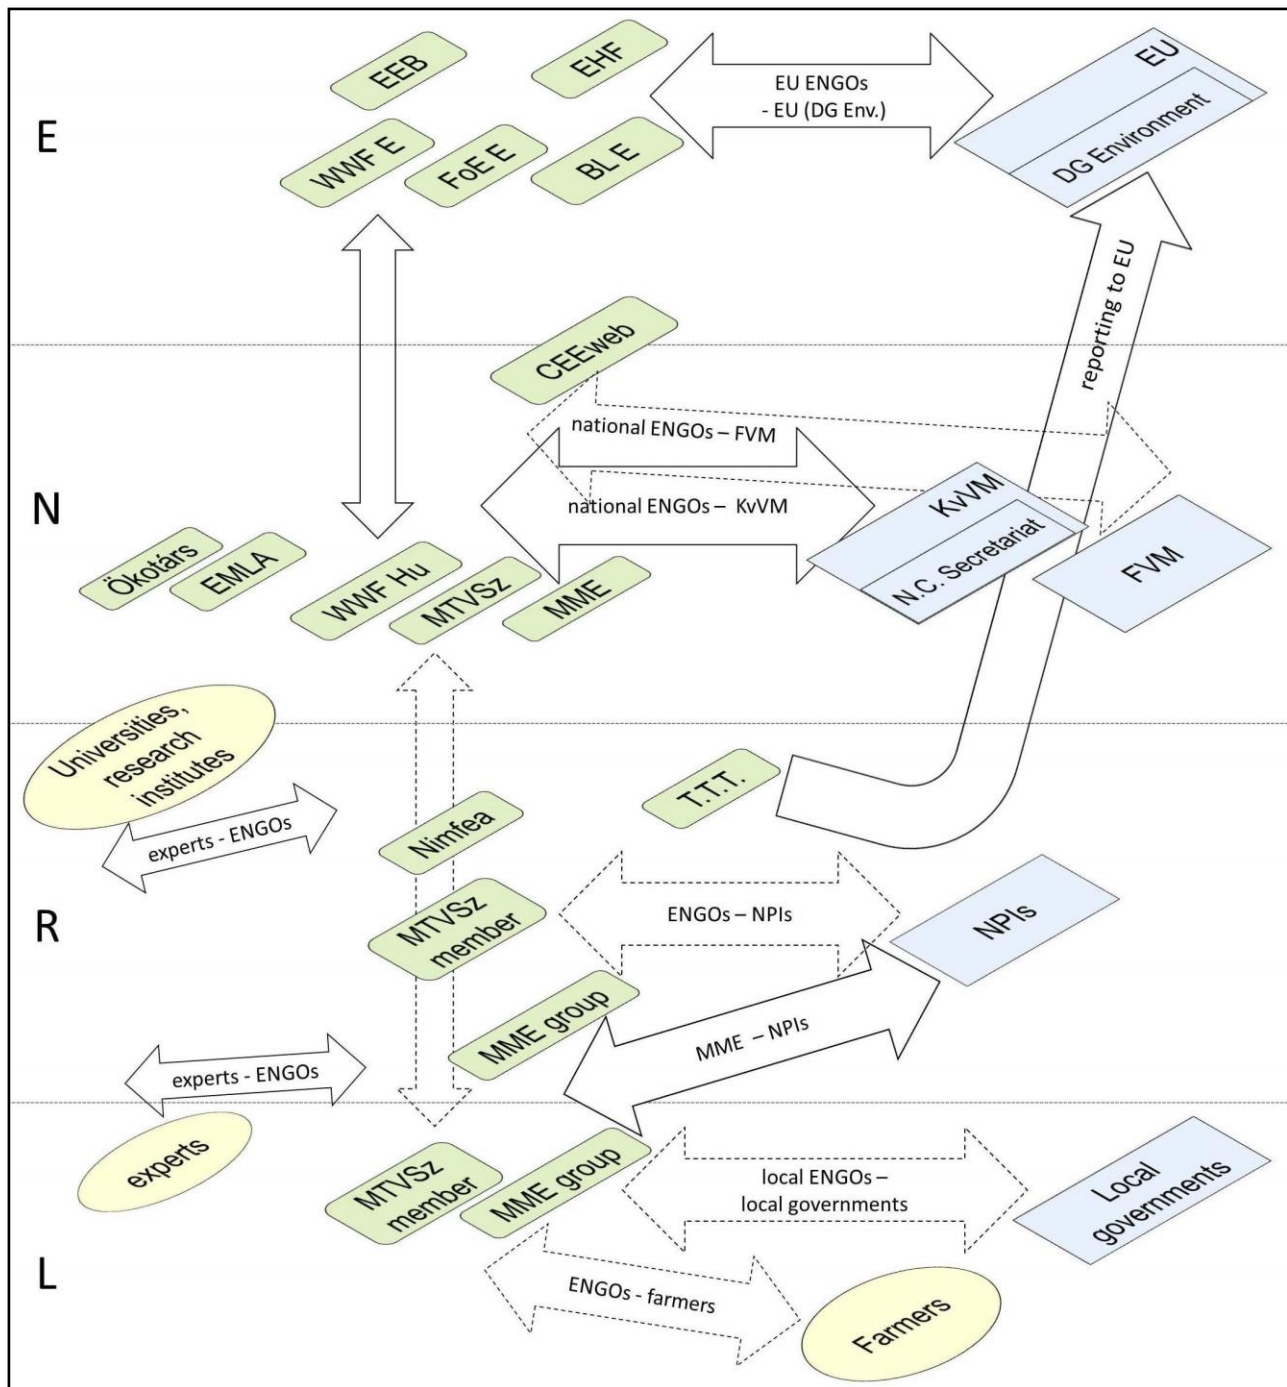 E
EEB
EHF
WWF E
FoE E
BL E
EU ENGOs
- EU (DG Env.)
EU
DG Environment
reporting to EU
CEEweb
N
national ENGOs – FVM
national ENGOs – KvVM
KvVM
N.C. Secretariat
FVM
Ökotárs
EMLA
WWF Hu
MTVSz
MME
Universities,
research
institutes
experts - ENGOs
R
Nimfea
T.T.T.
MTVSz
member
ENGOs – NPIs
NPIs
MME group
MME – NPIs
experts - ENGOs
experts
L
MTVSz
member
MME group
local ENGOs –
local governments
Local
governments
ENGOs - farmers
Farmers